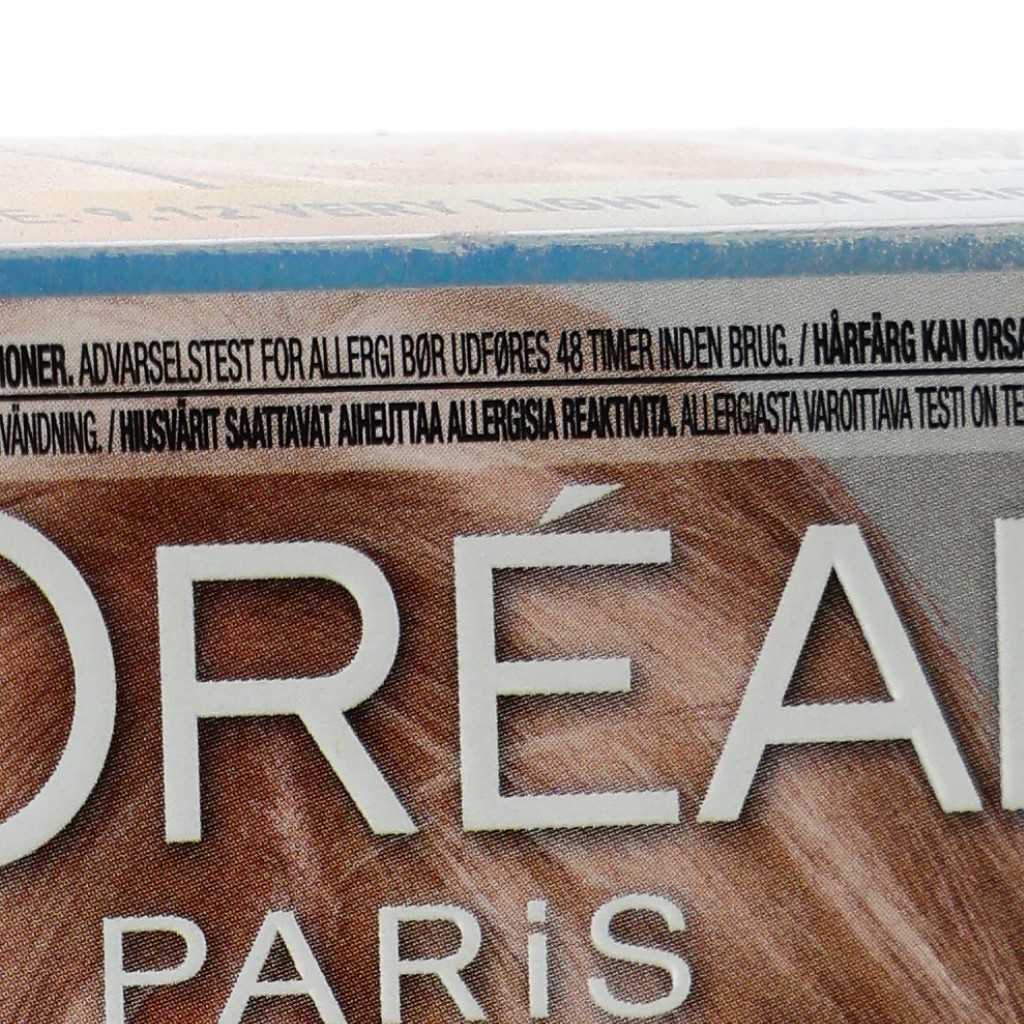 E: 9.12 VERY LIGHT ASH BEIG
IONER. ADVARSELSTEST FOR ALLERGI BØR UDFØRES 48 TIMER INDEN BRUG. / HÅRFÄRG KAN ORSA
VÄNDNING. / HIUSVÄRIT SAATTAVAT AIHEUTTAA ALLERGISIA REAKTIOITA. ALLERGIASTA VAROITTAVA TESTI ON TE
ORÉAL
PARiS